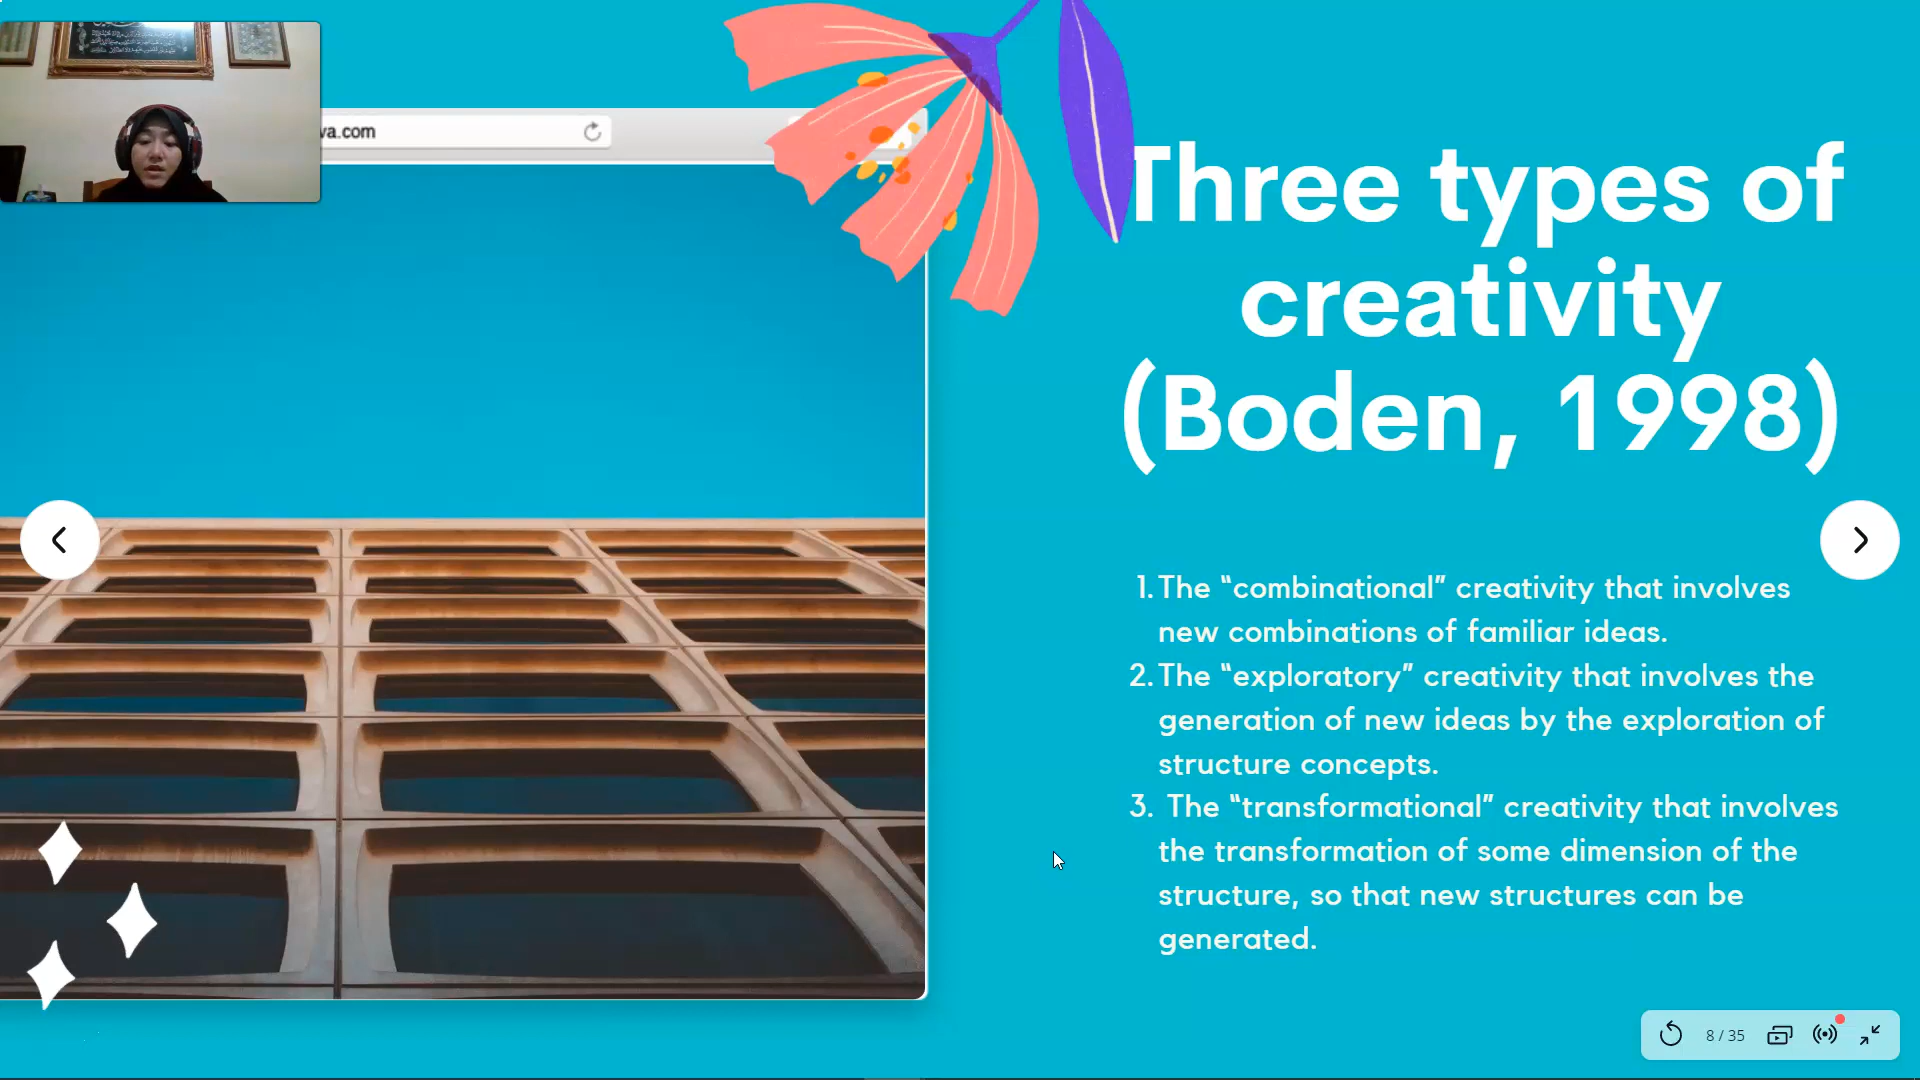 va.com
Three types of
creativity
(Boden, 1998)
1. The “combinational” creativity that involves
new combinations of familiar ideas.
2. The “exploratory” creativity that involves the
generation of new ideas by the exploration of
structure concepts.
3. The “transformational” creativity that involves
the transformation of some dimension of the
structure, so that new structures can be
generated.
8 / 35